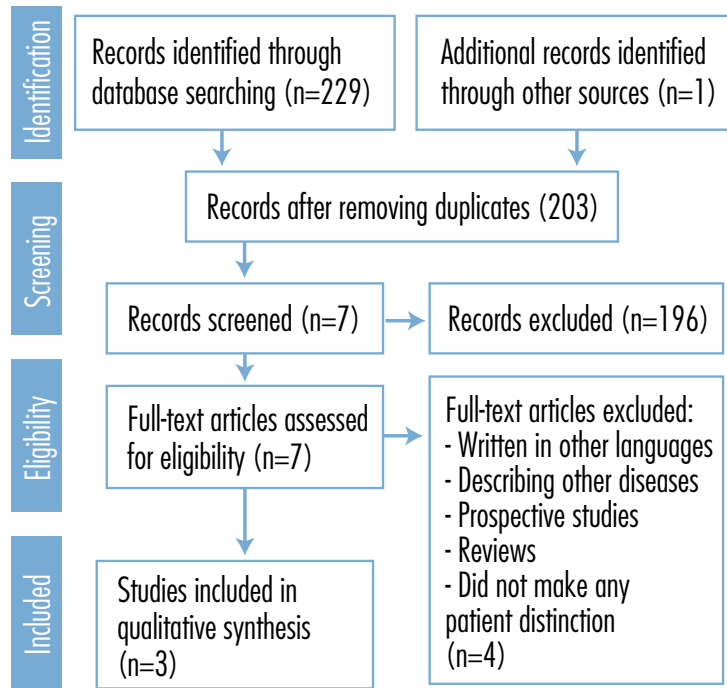 Identification
Records identified through
database searching (n=229)
Additional records identified
through other sources (n=1)
Screening
Records after removing duplicates (203)
Records screened (n=7)
Records excluded (n=196)
Eligibility
Full-text articles assessed
for eligibility (n=7)
Full-text articles excluded:
- Written in other languages
- Describing other diseases
- Prospective studies
- Reviews
- Did not make any
patient distinction
(n=4)
Included
Studies included in
qualitative synthesis
(n=3)